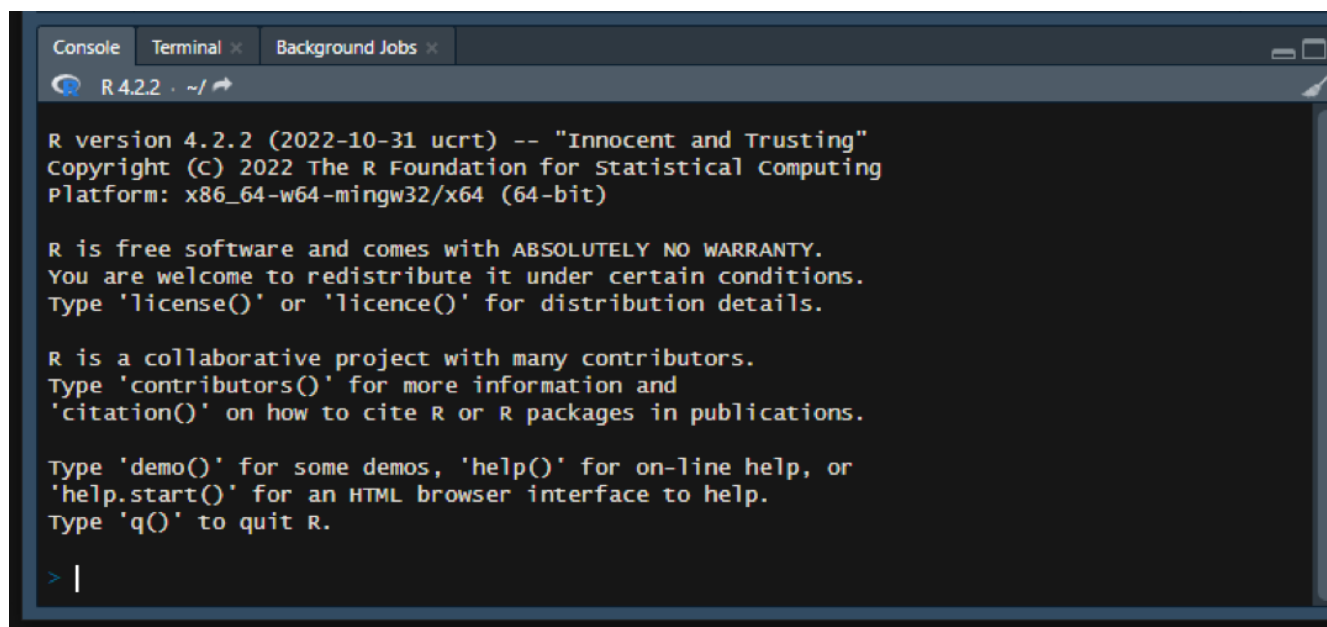 Console Terminal Background Jobs
R 4.2.2 · ~/
R version 4.2.2 (2022-10-31 ucrt) -- "Innocent and Trusting"
Copyright (C) 2022 The R Foundation for Statistical Computing
Platform: x86_64-w64-mingw32/x64 (64-bit)
R is free software and comes with ABSOLUTELY NO WARRANTY.
You are welcome to redistribute it under certain conditions.
Type 'license()' or 'licence()' for distribution details.
R is a collaborative project with many contributors.
Type 'contributors()' for more information and
'citation()' on how to cite R or R packages in publications.
Type 'demo()' for some demos, 'help()' for on-line help, or
'help.start()' for an HTML browser interface to help.
Type 'q()' to quit R.
>